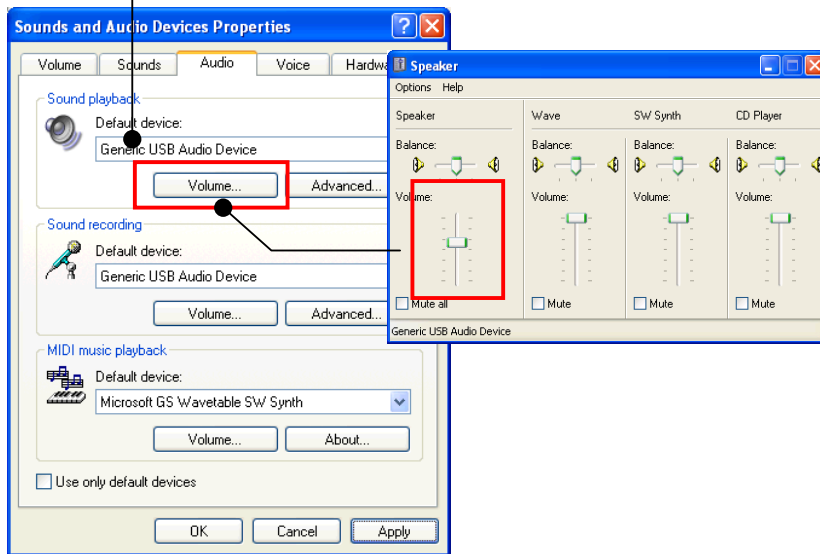 Sounds and Audio Devices Properties
Volume Sounds Audio Voice Hardwa
Sound playback
Default device:
Generic USB Audio Device
Volume... Advanced...
Sound recording
Default device:
Generic USB Audio Device
Volume... Advanced...
MIDI music playback
Default device:
Microsoft GS Wavetable SW Synth
Volume... About...
Use only default devices
OK Cancel Apply
Speaker
Options Help
Speaker Wave SW Synth CD Player
Balance: Balance: Balance: Balance:
Volume: Volume: Volume: Volume:
Mute all Mute Mute Mute
Generic USB Audio Device